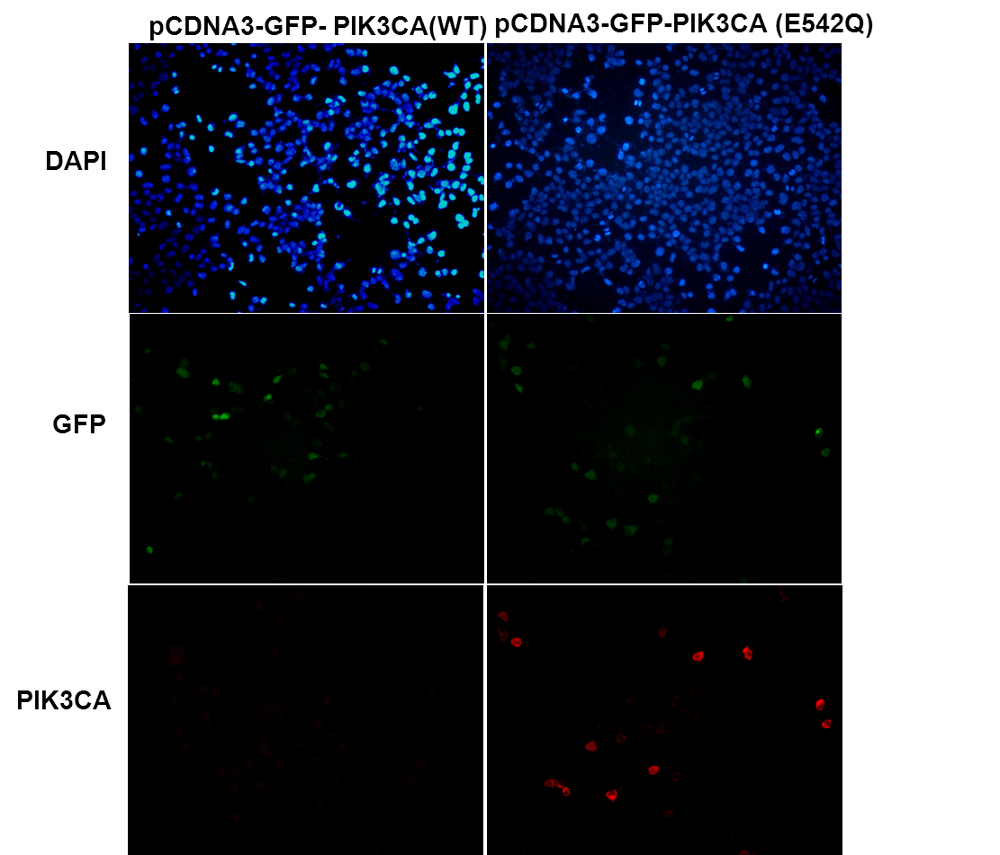 pCDNA3-GFP- PIK3CA(WT) pCDNA3-GFP-PIK3CA (E542Q)
DAPI
GFP
PIK3CA